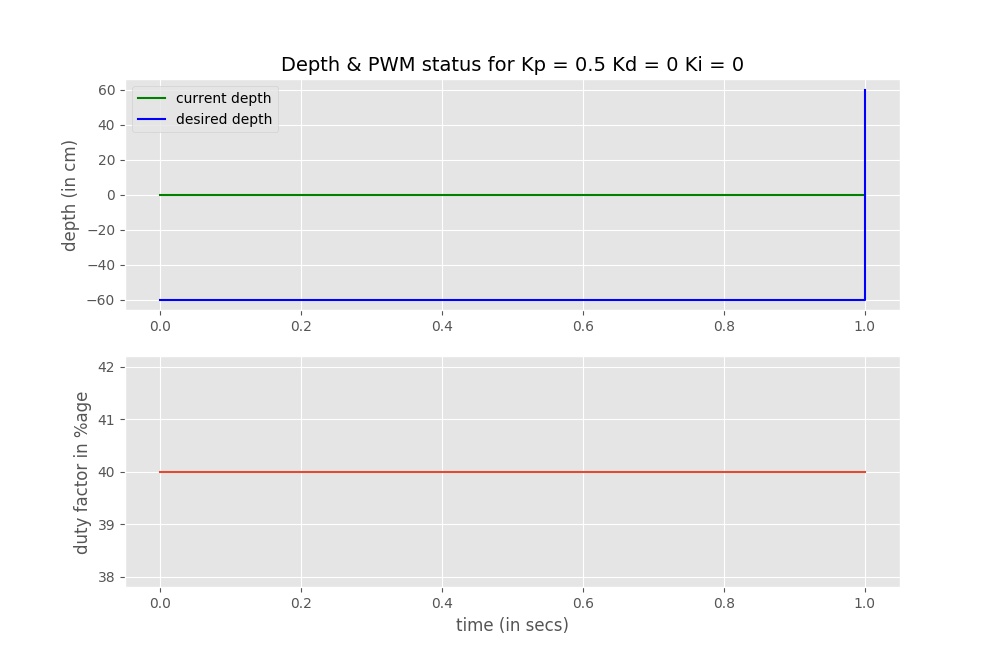 Depth & PWM status for Kp = 0.5 Kd = 0 Ki = 0
60
40
20
0
−20
−40
−60
depth (in cm)
current depth
desired depth
0.0 0.2 0.4 0.6 0.8 1.0
42
41
40
39
38
duty factor in %age
0.0 0.2 0.4 0.6 0.8 1.0
time (in secs)